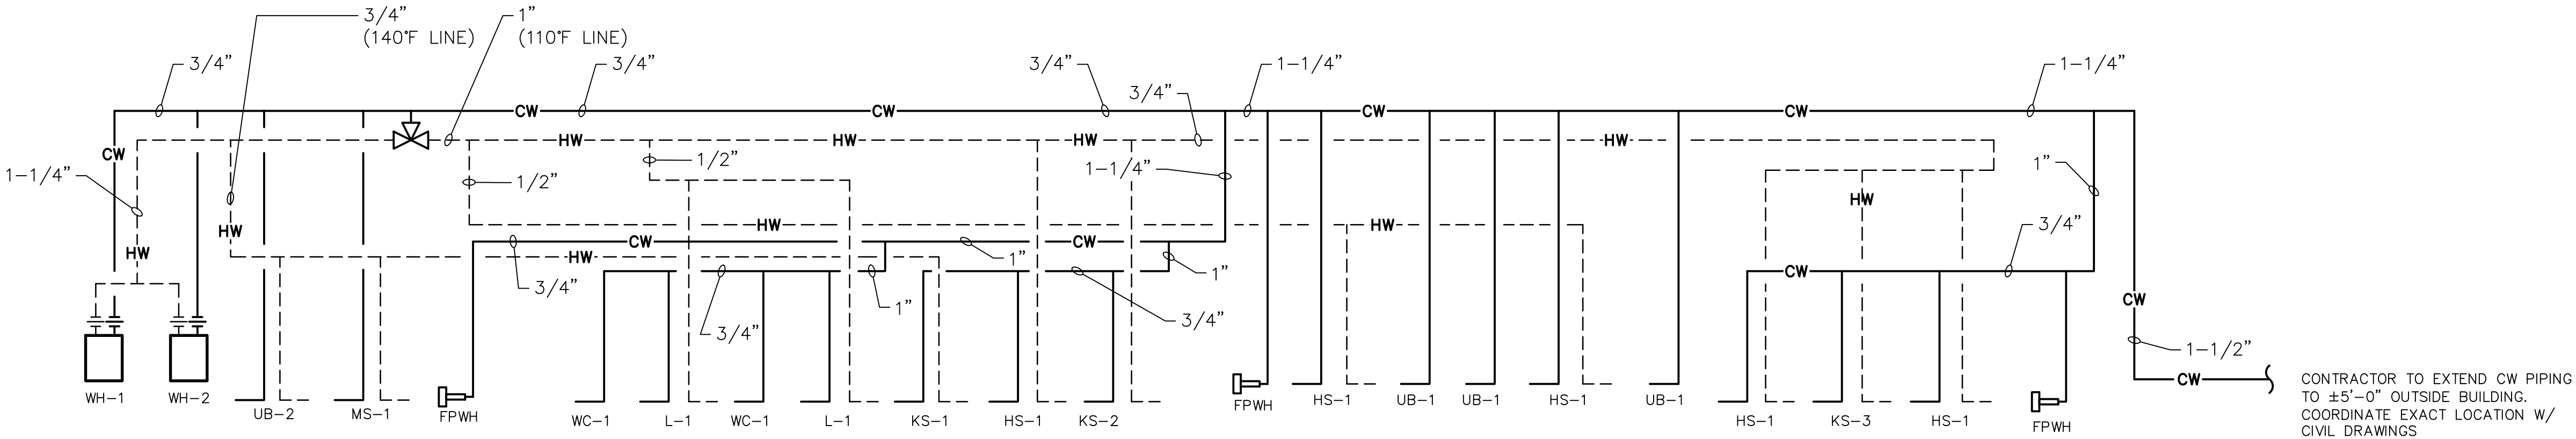 3/4"
(140°F LINE)
1"
(110°F LINE)
3/4"
3/4"
3/4"
3/4"
1-1/4"
1-1/4"
CW
CW
CW
CW
HW
HW
HW
HW
CW
1-1/4"
1/2"
1/2"
1-1/4"
1"
HW
HW
HW
HW
HW
3/4"
CW
CW
HW
1"
1"
CW
3/4"
1"
CW
3/4"
3/4"
1-1/2"
CW
WH-1
WH-2
UB-2
MS-1
FPWH
WC-1
L-1
WC-1
L-1
KS-1
HS-1
KS-2
FPWH
HS-1
UB-1
UB-1
HS-1
UB-1
HS-1
KS-3
HS-1
FPWH
CONTRACTOR TO EXTEND CW PIPING
TO ±5'-0" OUTSIDE BUILDING.
COORDINATE EXACT LOCATION W/
CIVIL DRAWINGS